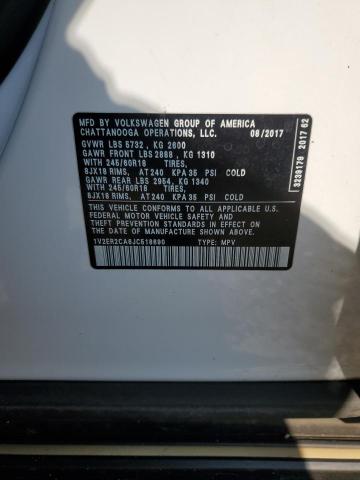 MFD. BY VOLKSWAGEN GROUP OF AMERICA
CHATTANOOGA OPERATIONS, LLC. 08/2017
GVWR LBS 5732 , KG 2600
GAWR FRONT LBS 2888 , KG 1310
WITH 245/60R18 TIRES,
8JX18 RIMS, AT 240 KPA 35 PSI COLD
GAWR REAR LBS 2954, KG 1340
WITH 245/60R18 TIRES,
8JX18 RIMS, AT 240 KPA 35 PSI COLD
THIS VEHICLE CONFORMS TO ALL APPLICABLE
U.S. FEDERAL MOTOR VEHICLE SAFETY AND
THEFT PREVENTION STANDARDS IN EFFECT
ON THE DATE OF MANUFACTURE SHOWN ABOVE
1V2ER2CA6JC518690 TYPE: MPV
3239179 2017 62